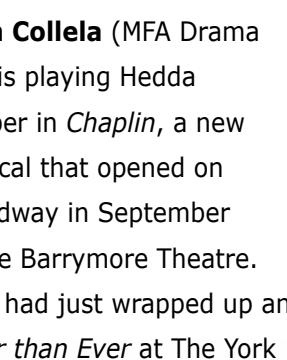 Collela (MFA Drama
is playing Hedda
per in Chaplin, a new
cal that opened on
dway in September
e Barrymore Theatre.
had just wrapped up an
r than Ever at The York